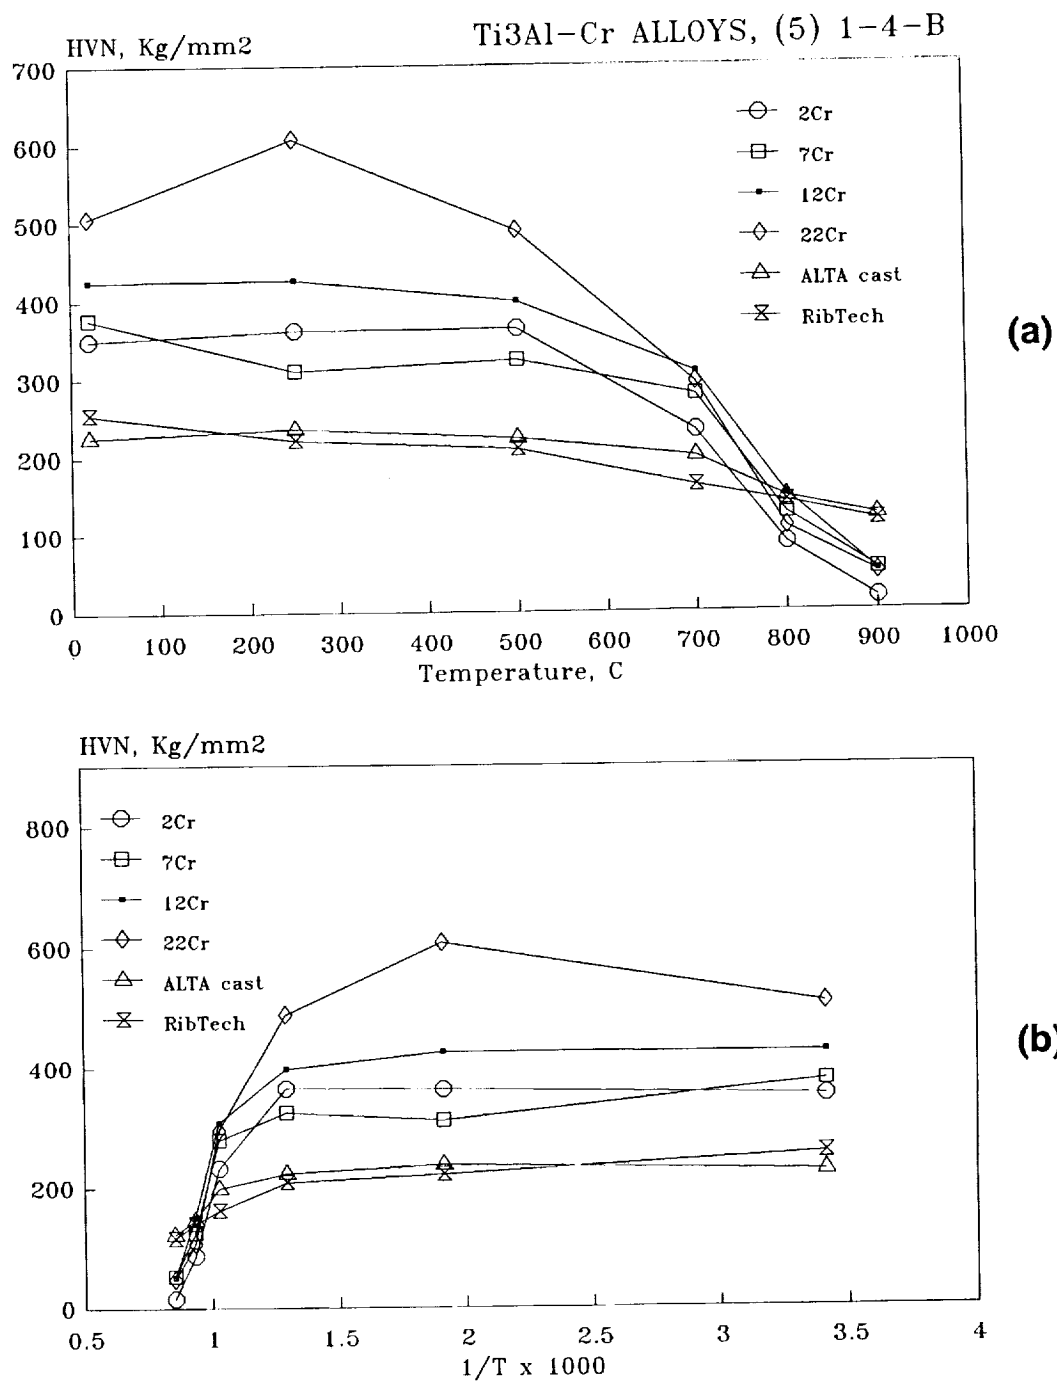 Ti3Al-Cr ALLOYS, (5) 1-4-B
HVN, Kg/mm2
700
600
500
400
300
200
100
0
2Cr
7Cr
12Cr
22Cr
ALTA cast
RibTech
(a)
0 100 200 300 400 500 600 700 800 900 1000
Temperature, C
HVN, Kg/mm2
800
600
400
200
0
2Cr
7Cr
12Cr
22Cr
ALTA cast
RibTech
(b)
0.5 1 1.5 2 2.5 3 3.5 4
1/T x 1000